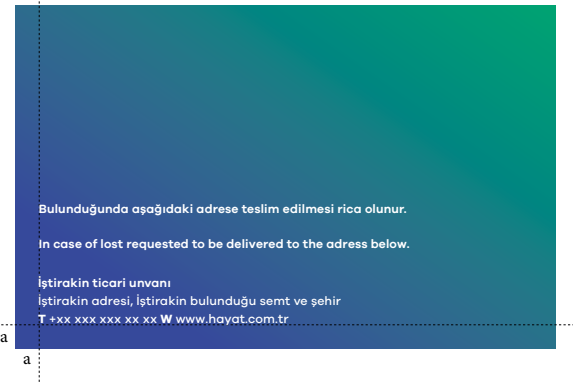 Bulunduğunda aşağıdaki adrese teslim edilmesi rica olunur.
In case of lost requested to be delivered to the adress below.
İştirakin ticari unvanı
İştirakin adresi, İştirakin bulunduğu semt ve şehir
T +xx xxx xxx xx xx W www.hayat.com.tr
a
a